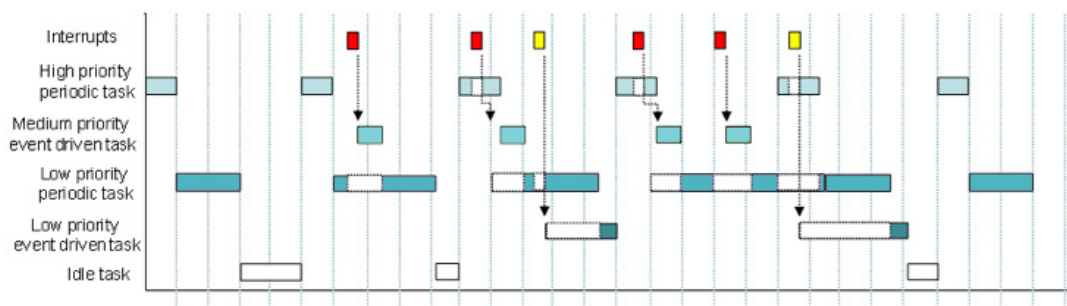 Interrupts
High priority
periodic task
Medium priority
event driven task
Low priority
periodic task
Low priority
event driven task
Idle task